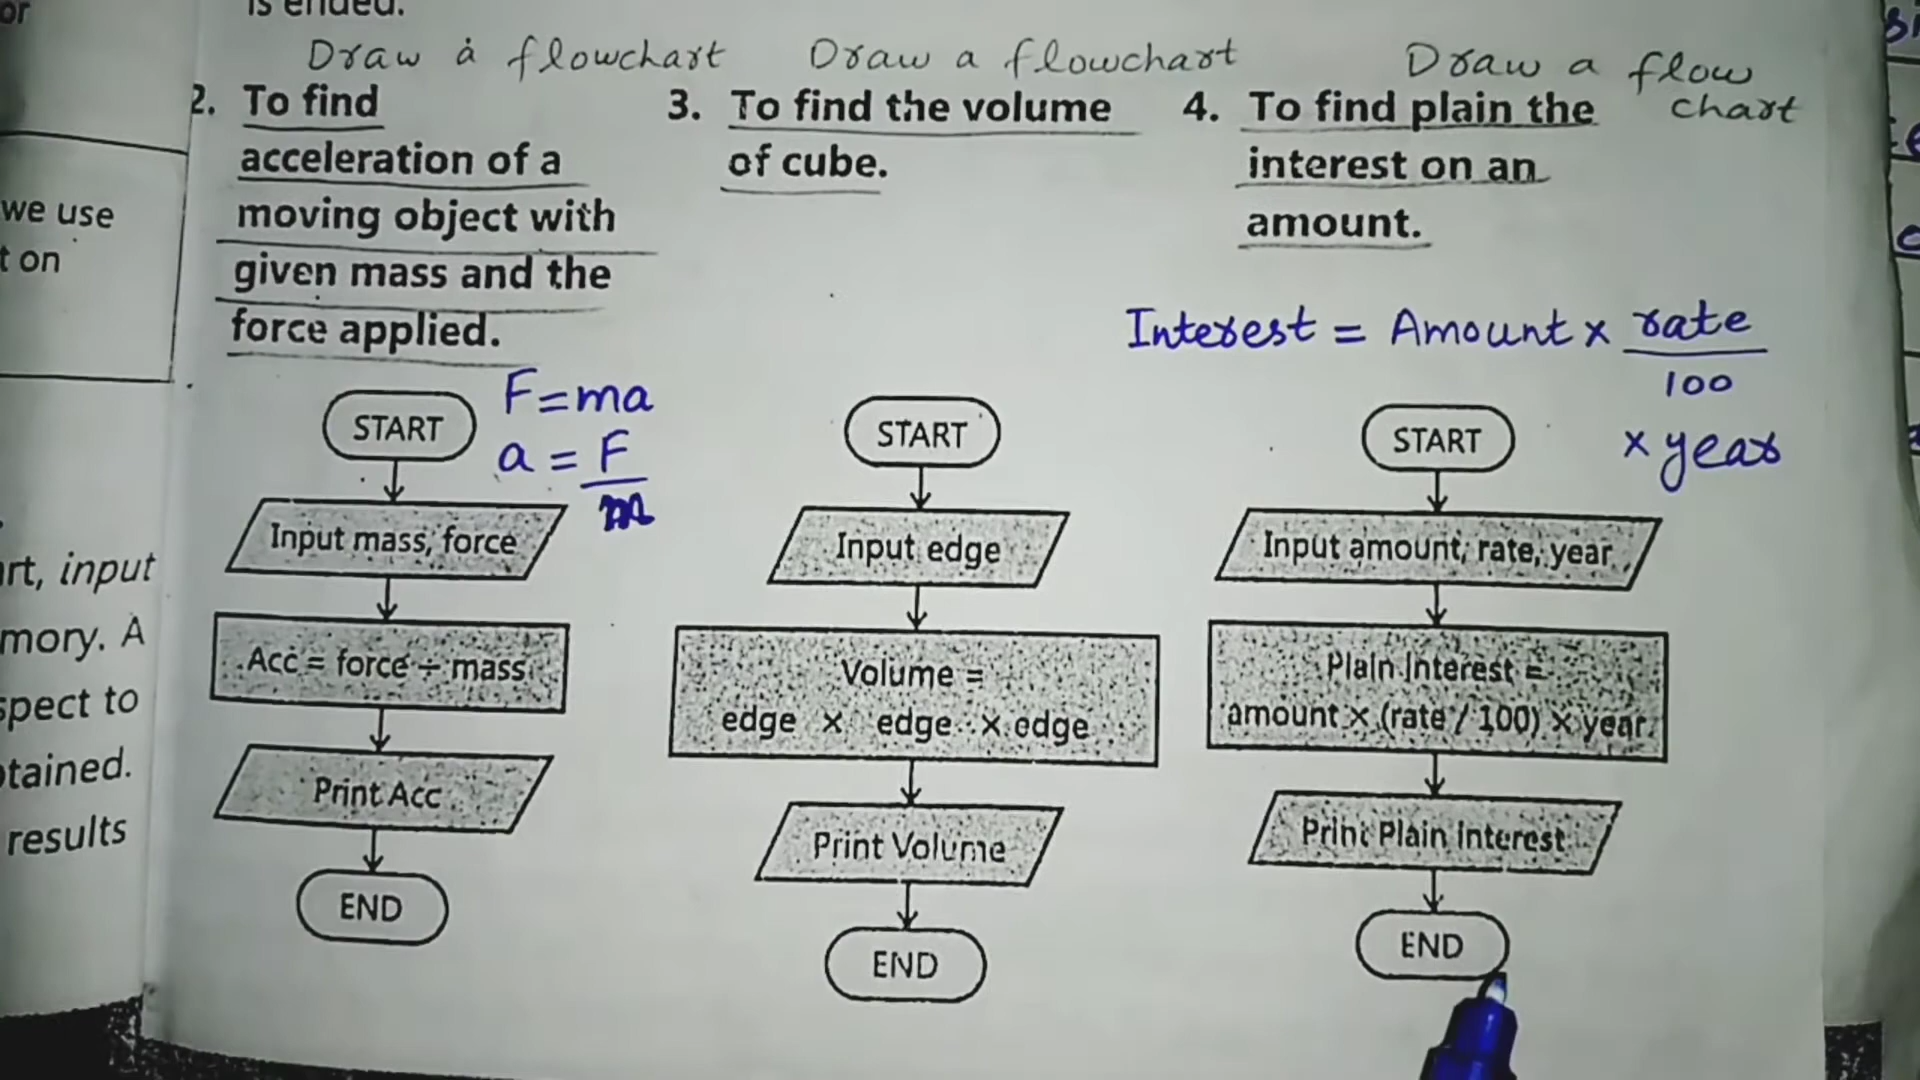 or
is ended.
we use
t on
rt, input
mory. A
spect to
tained.
results
Draw a flowchart
2. To find
acceleration of a
moving object with
given mass and the
force applied.
F=ma
a = F
m
START
Input mass, force
Acc = force ÷ mass
Print Acc
END
Draw a flowchart
3. To find the volume
of cube.
START
Input edge
Volume =
edge x edge x edge
Print Volume
END
Draw a flow
chart
4. To find plain the
interest on an
amount.
Interest = Amount x rate
100
x year
START
Input amount, rate, year
Plain Interest =
amount x (rate / 100) x year
Print Plain Interest
END